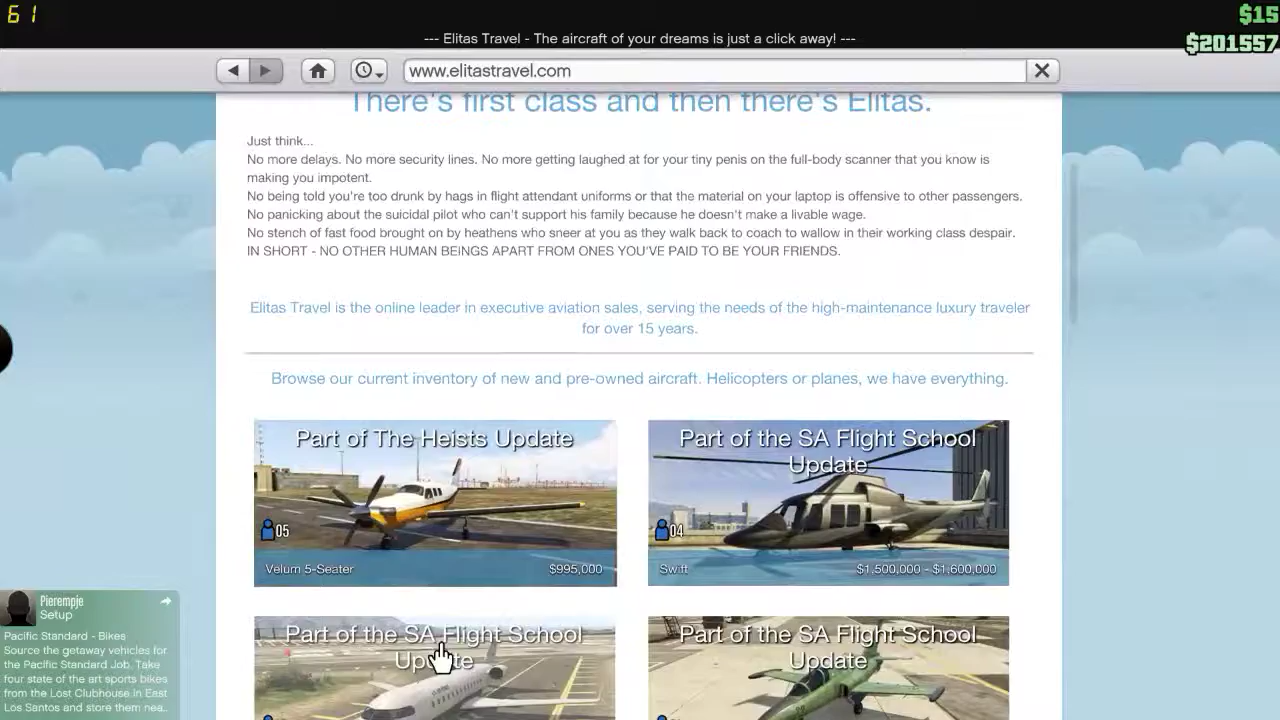 61
$15
--- Elitas Travel - The aircraft of your dreams is just a click away! ---
$201557
www.elitastravel.com
There's first class and then there's Elitas.
Just think...
No more delays. No more security lines. No more getting laughed at for your tiny penis on the full-body scanner that you know is
making you impotent.
No being told you're too drunk by hags in flight attendant uniforms or that the material on your laptop is offensive to other passengers.
No panicking about the suicidal pilot who can't support his family because he doesn't make a livable wage.
No stench of fast food brought on by heathens who sneer at you as they walk back to coach to wallow in their working class despair.
IN SHORT - NO OTHER HUMAN BEINGS APART FROM ONES YOU'VE PAID TO BE YOUR FRIENDS.
Elitas Travel is the online leader in executive aviation sales, serving the needs of the high-maintenance luxury traveler
for over 15 years.
Browse our current inventory of new and pre-owned aircraft. Helicopters or planes, we have everything.
Part of The Heists Update
05
Velum 5-Seater
$995,000
Part of the SA Flight School
Update
04
Swift
$1,500,000 - $1,600,000
Part of the SA Flight School
Update
Part of the SA Flight School
Update
Pierempje
Setup
Pacific Standard - Bikes
Source the getaway vehicles for
the Pacific Standard Job. Take
four state of the art sports bikes
from the Lost Clubhouse in East
Los Santos and store them nea..